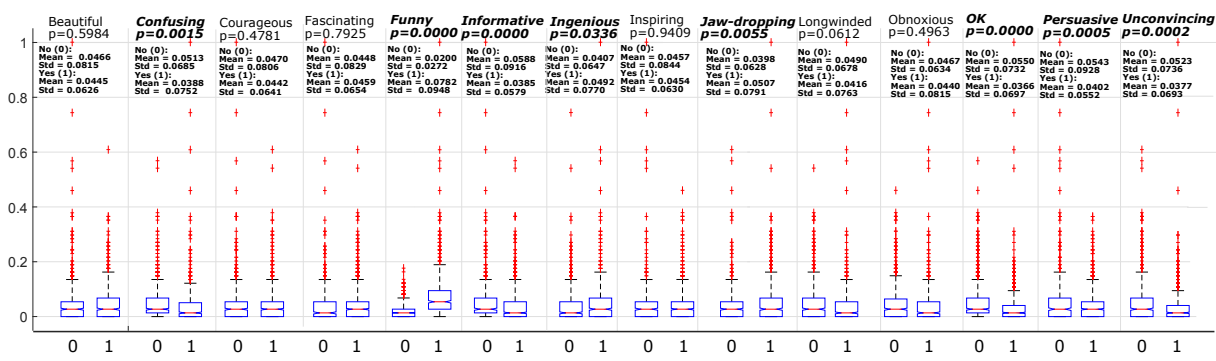 Beautiful
p=0.5984
No (0):
Mean = 0.0466
Std = 0.0815
Yes (1):
Mean = 0.0445
Std = 0.0626
Confusing
p=0.0015
No (0):
Mean = 0.0513
Std = 0.0685
Yes (1):
Mean = 0.0388
Std = 0.0752
Courageous
p=0.4781
No (0):
Mean = 0.0470
Std = 0.0806
Yes (1):
Mean = 0.0442
Std = 0.0641
Fascinating
p=0.7925
No (0):
Mean = 0.0448
Std = 0.0829
Yes (1):
Mean = 0.0459
Std = 0.0654
Funny
p=0.0000
No (0):
Mean = 0.0200
Std = 0.0272
Yes (1):
Mean = 0.0782
Std = 0.0948
Informative
p=0.0000
No (0):
Mean = 0.0588
Std = 0.0916
Yes (1):
Mean = 0.0385
Std = 0.0579
Ingenious
p=0.0336
No (0):
Mean = 0.0407
Std = 0.0647
Yes (1):
Mean = 0.0492
Std = 0.0770
Inspiring
p=0.9409
No (0):
Mean = 0.0457
Std = 0.0844
Yes (1):
Mean = 0.0454
Std = 0.0630
Jaw-dropping
p=0.0055
No (0):
Mean = 0.0398
Std = 0.0628
Yes (1):
Mean = 0.0507
Std = 0.0791
Longwinded
p=0.0612
No (0):
Mean = 0.0490
Std = 0.0678
Yes (1):
Mean = 0.0416
Std = 0.0763
Obnoxious
p=0.4963
No (0):
Mean = 0.0467
Std = 0.0634
Yes (1):
Mean = 0.0440
Std = 0.0815
OK
p=0.0000
No (0):
Mean = 0.0550
Std = 0.0732
Yes (1):
Mean = 0.0366
Std = 0.0697
Persuasive
p=0.0005
No (0):
Mean = 0.0543
Std = 0.0928
Yes (1):
Mean = 0.0402
Std = 0.0552
Unconvincing
p=0.0002
No (0):
Mean = 0.0523
Std = 0.0736
Yes (1):
Mean = 0.0377
Std = 0.0693
1
0.8
0.6
0.4
0.2
0
0 1 0 1 0 1 0 1 0 1 0 1 0 1 0 1 0 1 0 1 0 1 0 1 0 1 0 1